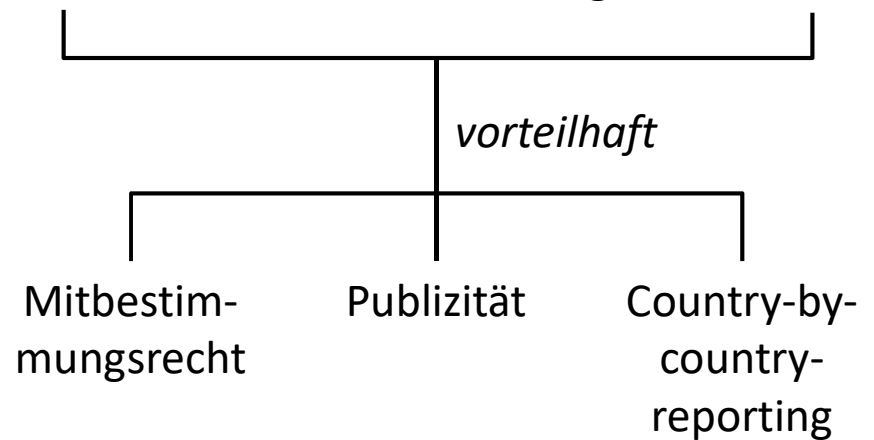 vorteilhaft
Mitbestim-
mungsrecht
Publizität
Country-by-
country-
reporting